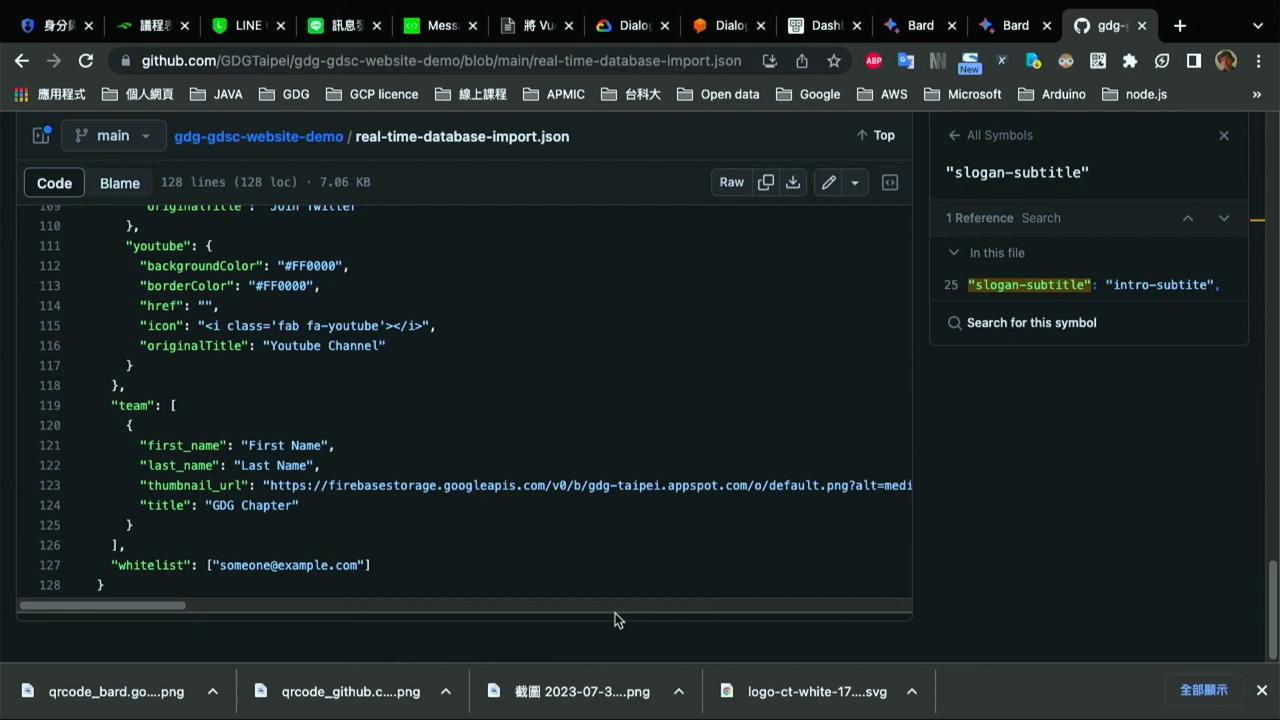 身分
議程
LINE
訊息發
Messa
將 Vu
Dialog
Dialo
Dash
Bard
Bard
gdg-
github.com/GDGTaipei/gdg-gdsc-website-demo/blob/main/real-time-database-import.json
ABP
New
應用程式 個人網頁 JAVA GDG GCP licence 線上課程 APMIC 台科大 Open data Google AWS Microsoft Arduino node.js »
main gdg-gdsc-website-demo / real-time-database-import.json Top
Code Blame 128 lines (128 loc) · 7.06 KB Raw
109 "originalTitle": "Join Twitter"
110 },
111 "youtube": {
112 "backgroundColor": "#FF0000",
113 "borderColor": "#FF0000",
114 "href": "",
115 "icon": "<i class='fab fa-youtube'></i>",
116 "originalTitle": "Youtube Channel"
117 }
118 },
119 "team": [
120 {
121 "first_name": "First Name",
122 "last_name": "Last Name",
123 "thumbnail_url": "https://firebasestorage.googleapis.com/v0/b/gdg-taipei.appspot.com/o/default.png?alt=medi
124 "title": "GDG Chapter"
125 }
126 ],
127 "whitelist": ["someone@example.com"]
128 }
All Symbols
"slogan-subtitle"
1 Reference Search
In this file
25 "slogan-subtitle": "intro-subtite",
Search for this symbol
qrcode_bard.go....png
qrcode_github.c....png
截圖 2023-07-3....png
logo-ct-white-17....svg
全部顯示